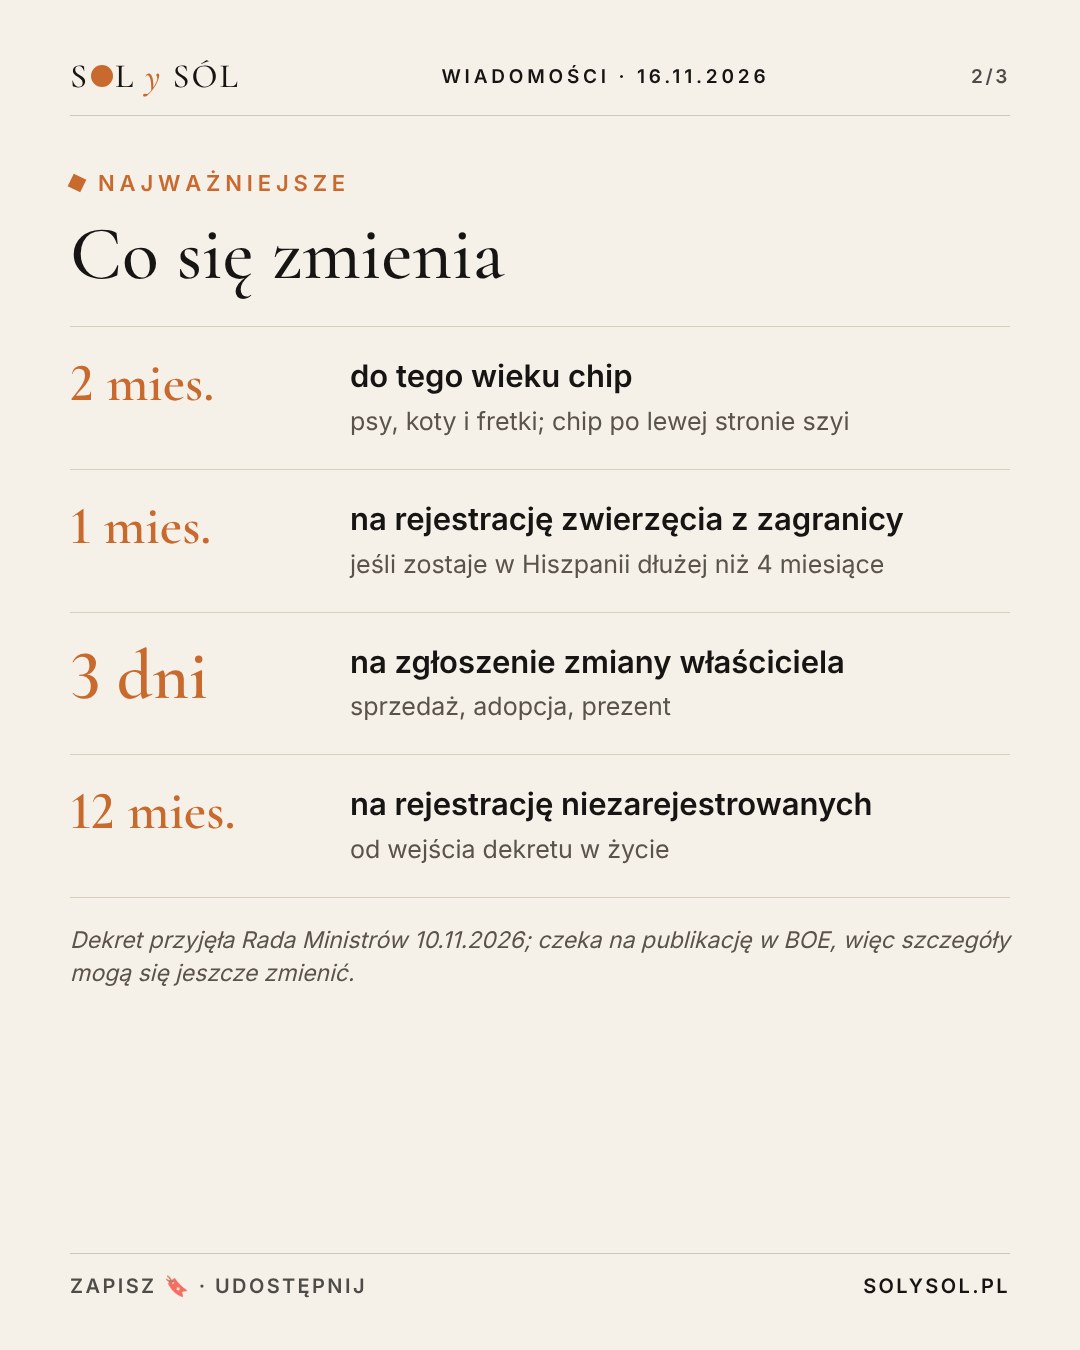 SOL y SÓL
WIADOMOŚCI · 16.11.2026
2/3
NAJWAŻNIEJSZE
Co się zmienia
2 mies.
do tego wieku chip
psy, koty i fretki; chip po lewej stronie szyi
1 mies.
na rejestrację zwierzęcia z zagranicy
jeśli zostaje w Hiszpanii dłużej niż 4 miesiące
3 dni
na zgłoszenie zmiany właściciela
sprzedaż, adopcja, prezent
12 mies.
na rejestrację niezarejestrowanych
od wejścia dekretu w życie
Dekret przyjęła Rada Ministrów 10.11.2026; czeka na publikację w BOE, więc szczegóły
mogą się jeszcze zmienić.
ZAPISZ 🔖 · UDOSTĘPNIJ
SOLYSOL.PL